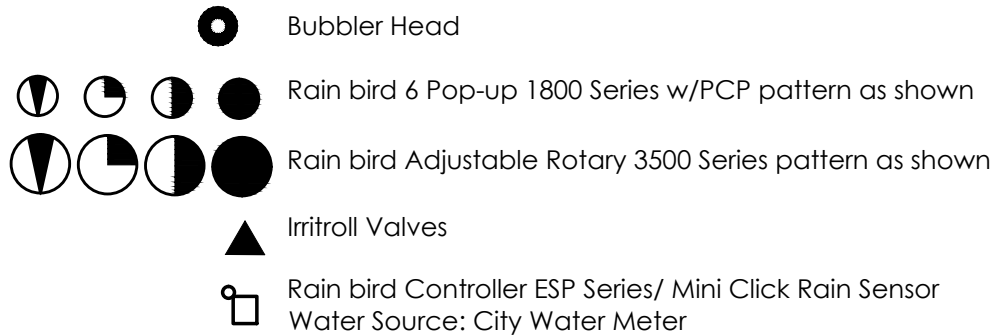 Bubbler Head
Rain bird 6 Pop-up 1800 Series w/PCP pattern as shown
Rain bird Adjustable Rotary 3500 Series pattern as shown
Irritroll Valves
Rain bird Controller ESP Series/ Mini Click Rain Sensor
Water Source: City Water Meter